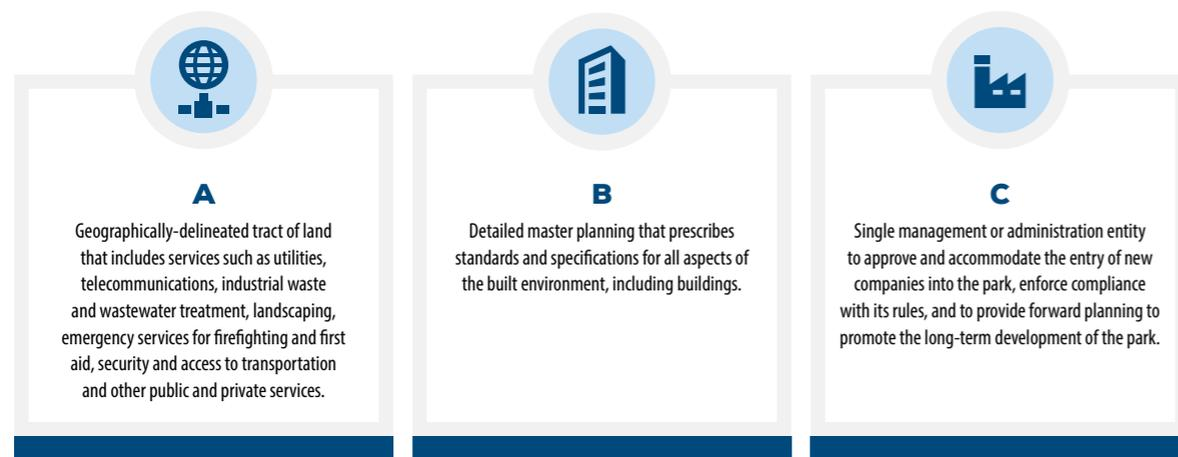 A
Geographically-delineated tract of land
that includes services such as utilities,
telecommunications, industrial waste
and wastewater treatment, landscaping,
emergency services for firefighting and first
aid, security and access to transportation
and other public and private services.
B
Detailed master planning that prescribes
standards and specifications for all aspects of
the built environment, including buildings.
C
Single management or administration entity
to approve and accommodate the entry of new
companies into the park, enforce compliance
with its rules, and to provide forward planning to
promote the long-term development of the park.